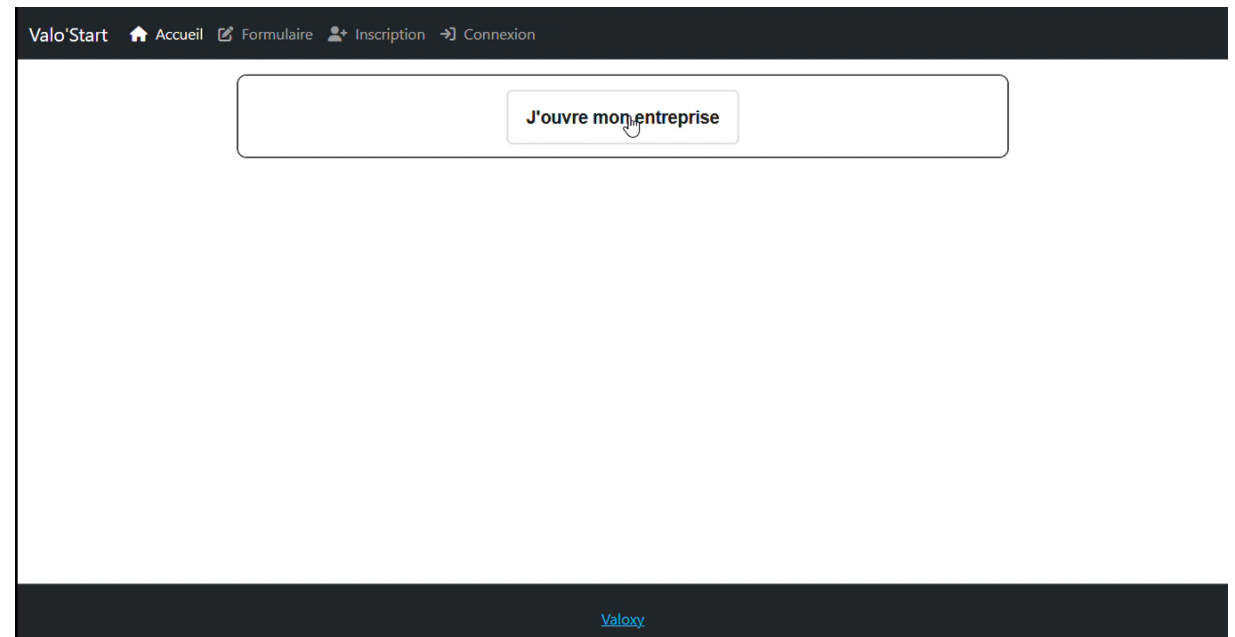 Valo'Start Accueil Formulaire Inscription Connexion
J'ouvre mon entreprise
Valoxy